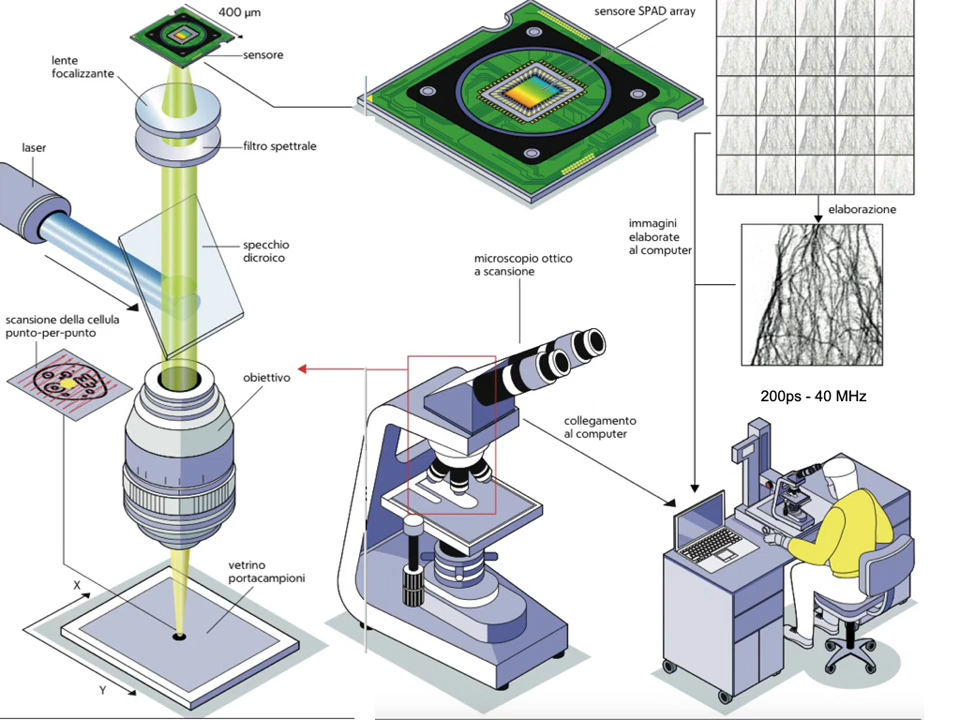 400 µm
sensore
lente
focalizzante
filtro spettrale
laser
specchio
dicroico
scansione della cellula
punto-per-punto
obiettivo
vetrino
portacampioni
X
Y
sensore SPAD array
microscopio ottico
a scansione
collegamento
al computer
immagini
elaborate
al computer
elaborazione
200ps - 40 MHz